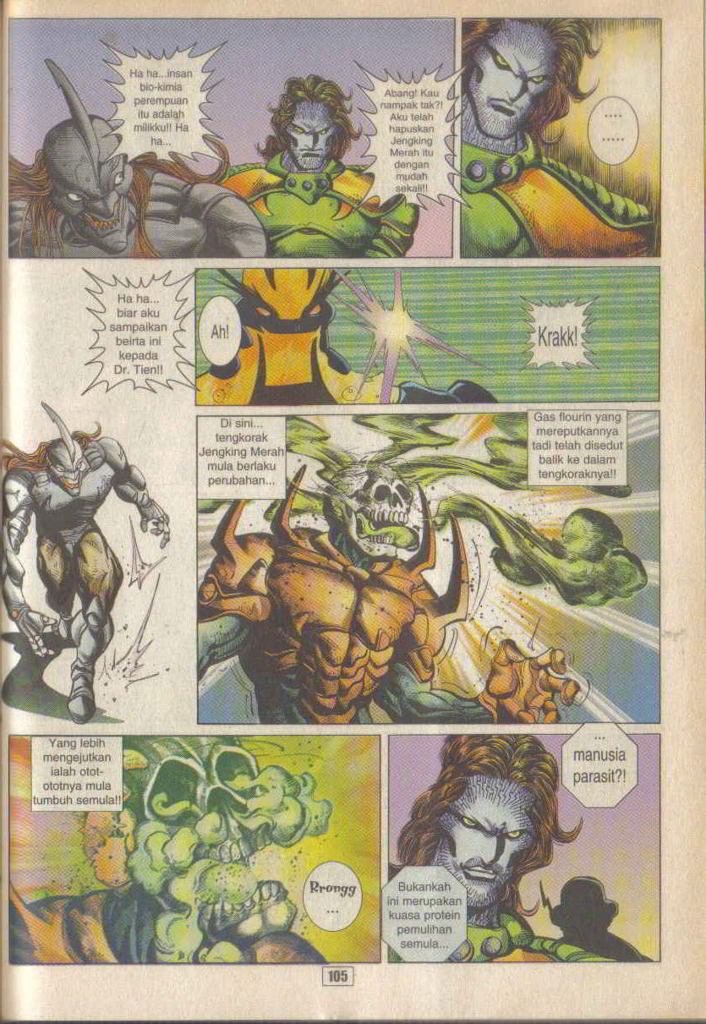 Ha ha...insan
bio-kimia
perempuan
itu adalah
milikku!! Ha
ha...
Abang! Kau
nampak tak?!
Aku telah
hapuskan
Jengking
Merah itu
dengan
mudah
sekali!!
....
.....
Ha ha...
biar aku
sampaikan
beirta ini
kepada
Dr. Tien!!
Ah!
Krakk!
Di sini...
tengkorak
Jengking Merah
mula berlaku
perubahan...
Gas flourin yang
mereputkannya
tadi telah disedut
balik ke dalam
tengkoraknya!!
Yang lebih
mengejutkan
ialah otot-
ototnya mula
tumbuh semula!!
Rrongg
...
...
manusia
parasit?!
Bukankah
ini merupakan
kuasa protein
pemulihan
semula...
105